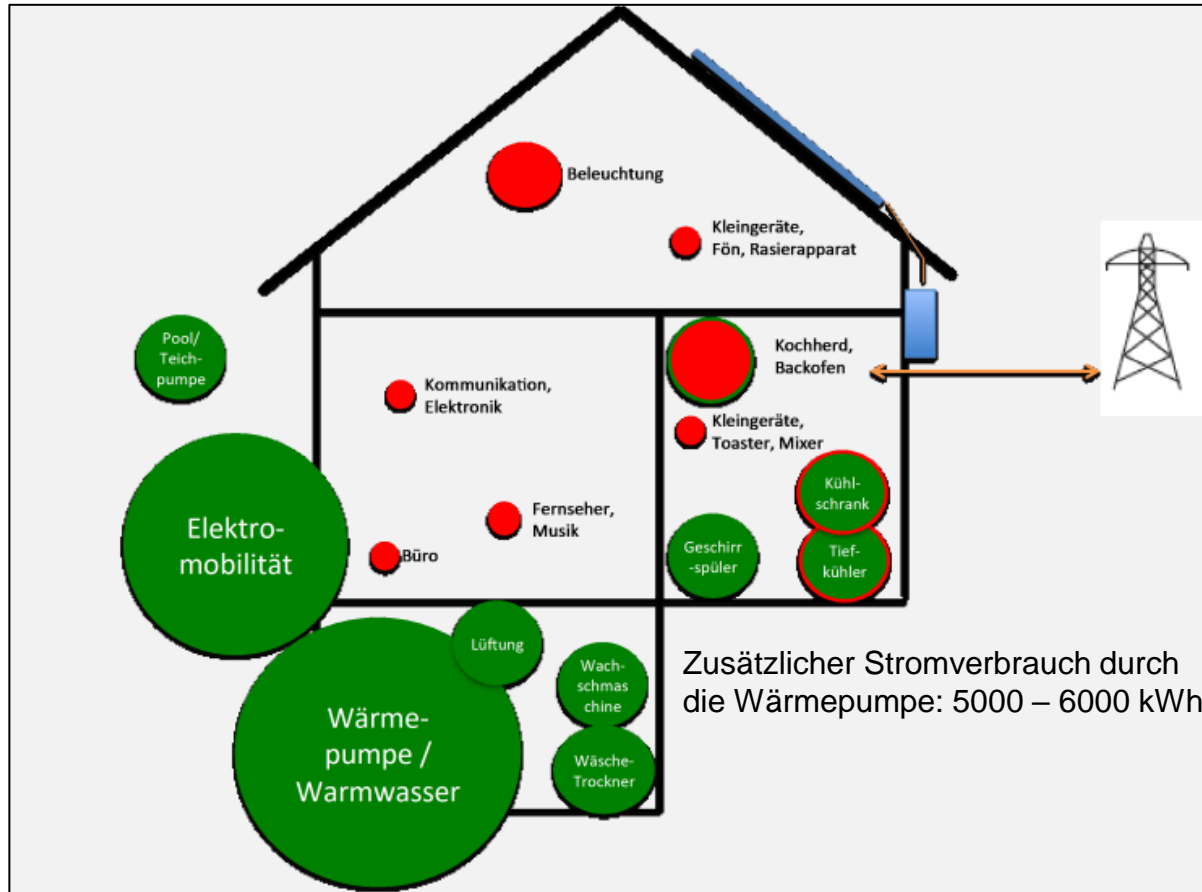 Beleuchtung
Kleingeräte,
Fön, Rasierapparat
Pool/
Teich-
pumpe
Kommunikation,
Elektronik
Kochherd,
Backofen
Kleingeräte,
Toaster, Mixer
Elektro-
mobilität
Fernseher,
Musik
Büro
Kühl-
schrank
Geschirr
-spüler
Tief-
kühler
Lüftung
Wärme-
pumpe /
Warmwasser
Wach-
schmas
chine
Wäsche-
Trockner
Zusätzlicher Stromverbrauch durch
die Wärmepumpe: 5000 – 6000 kWh